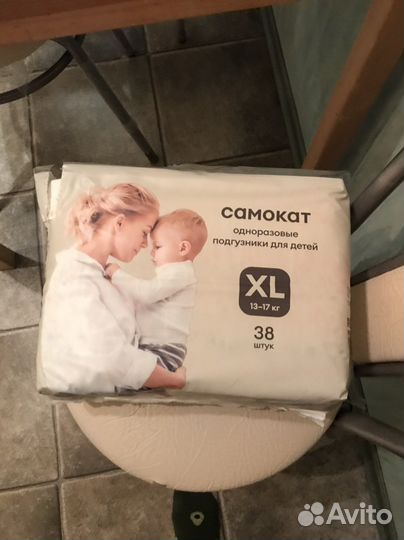 самокат
одноразовые
подгузники для детей
XL
13–17 кг
38
штук
Avito